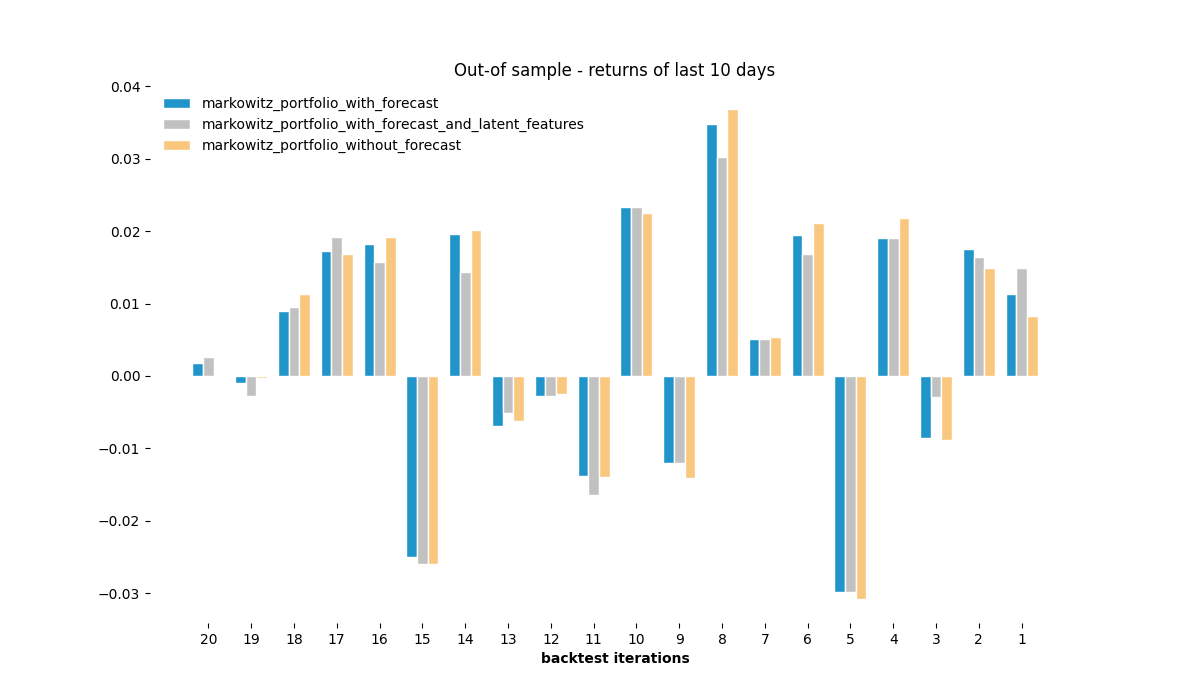 Out-of sample - returns of last 10 days
markowitz_portfolio_with_forecast
markowitz_portfolio_with_forecast_and_latent_features
markowitz_portfolio_without_forecast
0.04
0.03
0.02
0.01
0.00
−0.01
−0.02
−0.03
20 19 18 17 16 15 14 13 12 11 10 9 8 7 6 5 4 3 2 1
backtest iterations